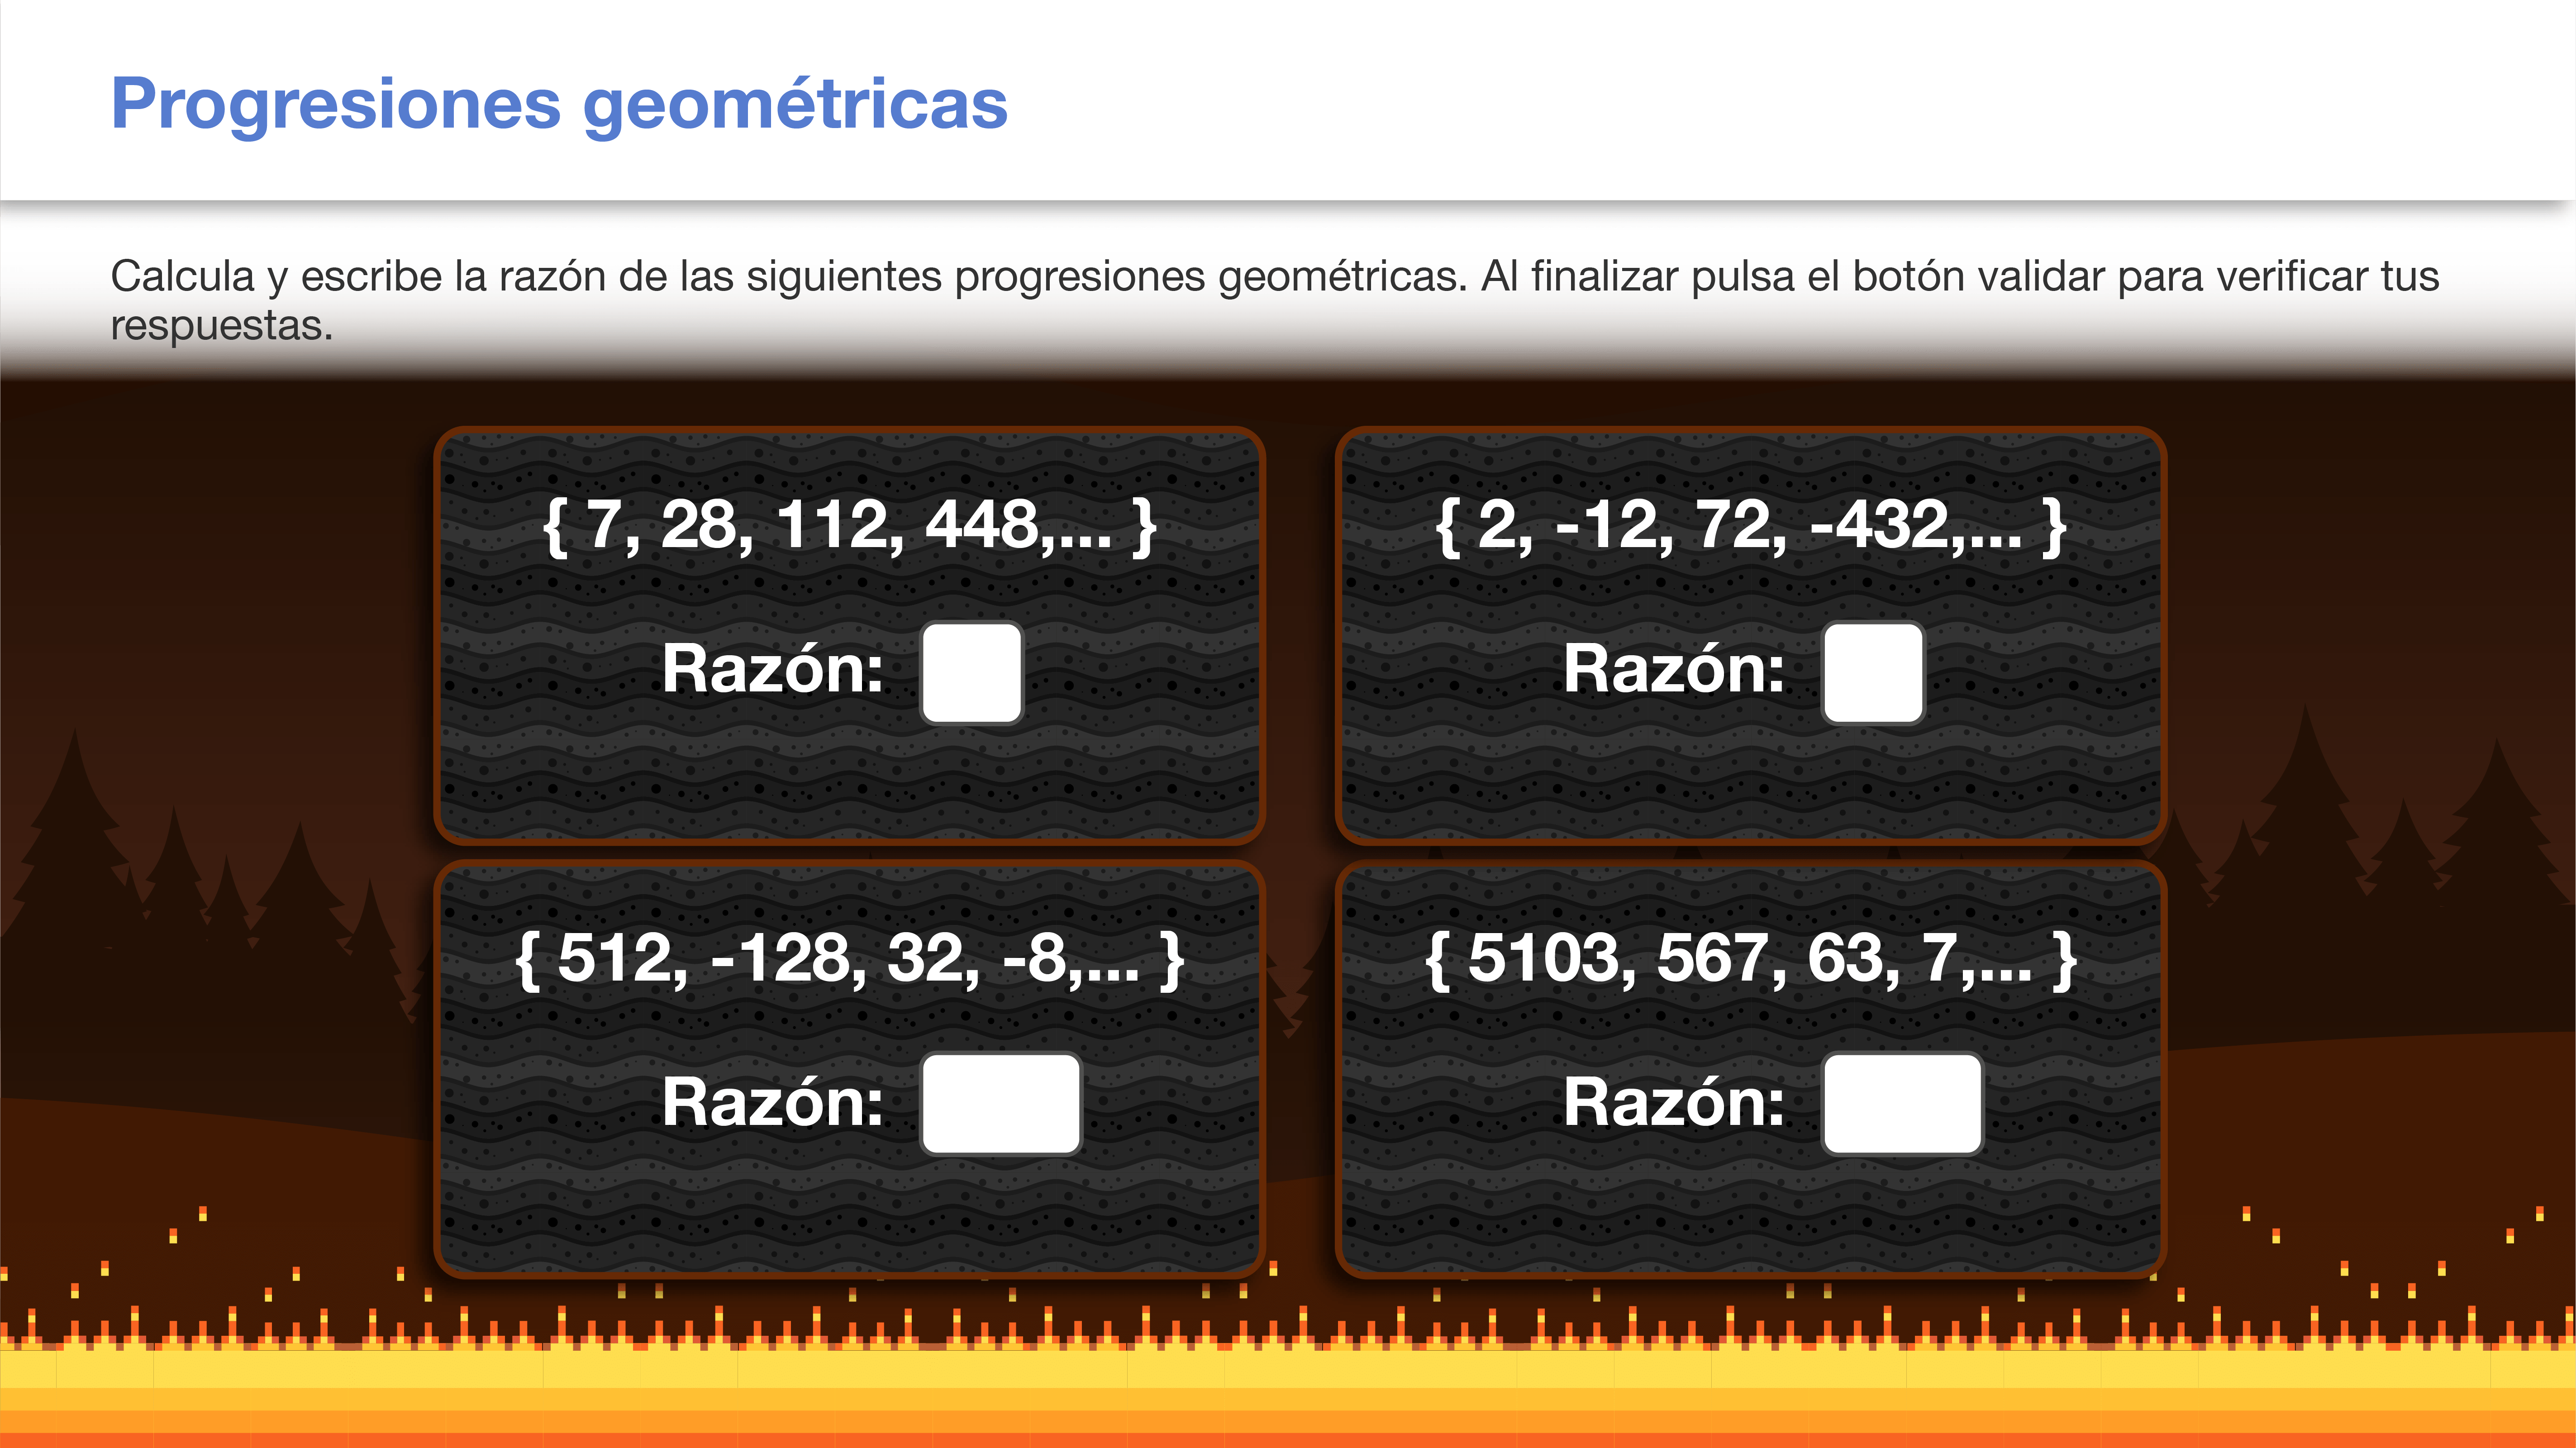 Progresiones geométricas
Calcula y escribe la razón de las siguientes progresiones geométricas. Al finalizar pulsa el botón validar para verificar tus
respuestas.
{ 7, 28, 112, 448,... }
Razón:
{ 2, -12, 72, -432,... }
Razón:
{ 512, -128, 32, -8,... }
Razón:
{ 5103, 567, 63, 7,... }
Razón: